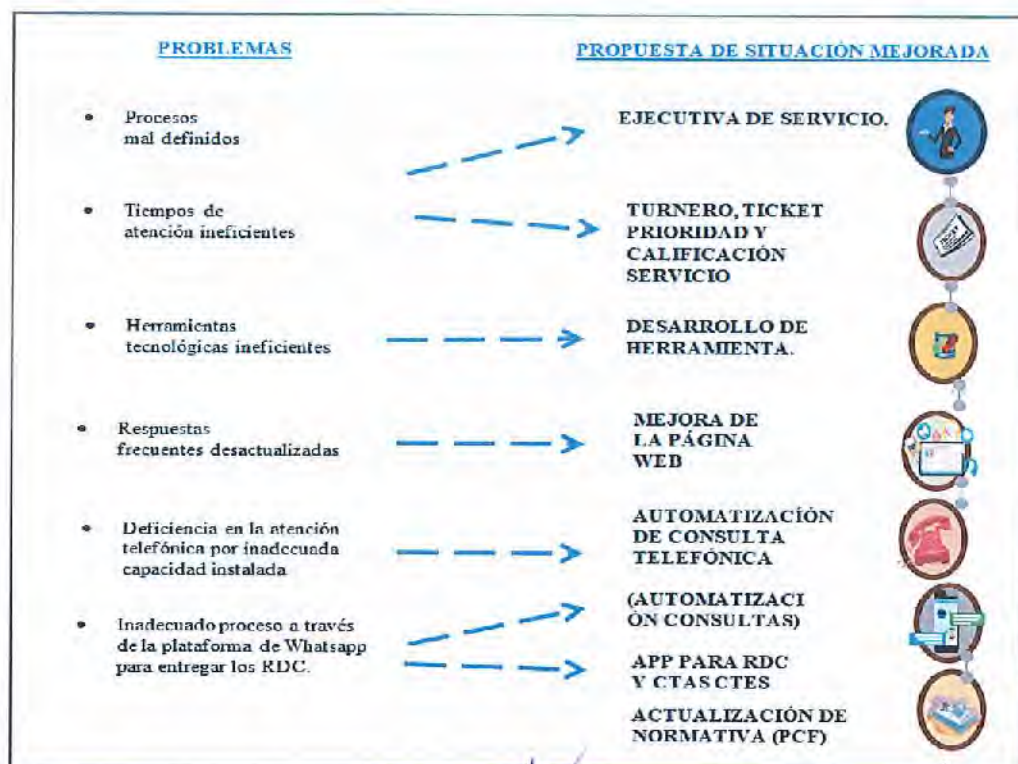 PROBLEMAS
PROPUESTA DE SITUACIÓN MEJORADA
• Procesos
mal definidos
EJECUTIVA DE SERVICIO.
• Tiempos de
atención ineficientes
TURNERO, TICKET
PRIORIDAD Y
CALIFICACIÓN
SERVICIO
• Herramientas
tecnológicas ineficientes
DESARROLLO DE
HERRAMIENTA.
• Respuestas
frecuentes desactualizadas
MEJORA DE
LA PÁGINA
WEB
• Deficiencia en la atención
telefónica por inadecuada
capacidad instalada
AUTOMATIZACIÓN
DE CONSULTA
TELEFÓNICA
• Inadecuado proceso a través
de la plataforma de Whatsapp
para entregar los RDC.
(AUTOMATIZACI
ÓN CONSULTAS)
APP PARA RDC
Y CTAS CTES
ACTUALIZACIÓN DE
NORMATIVA (PCF)